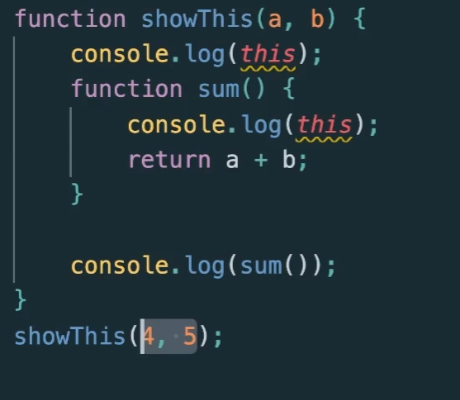 function showThis(a, b) {
    console.log(this);
    function sum() {
        console.log(this);
        return a + b;
    }
    console.log(sum());
}
showThis(4, 5);